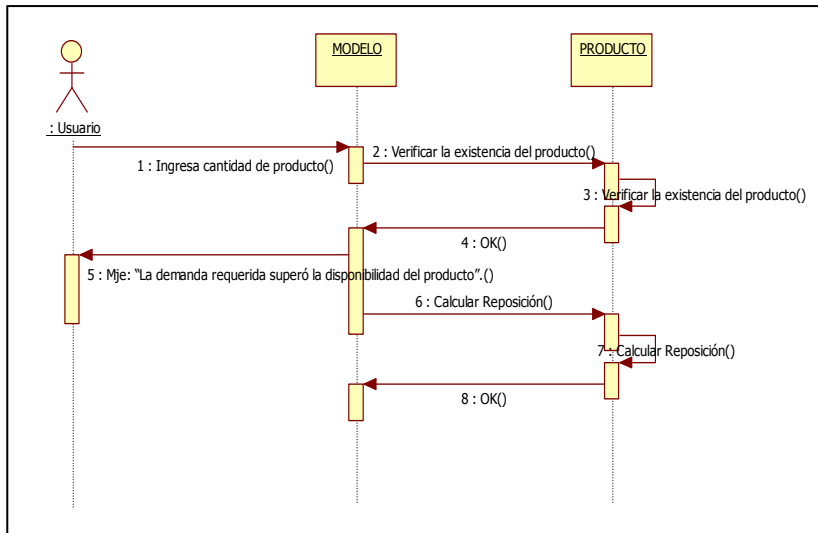 MODELO
PRODUCTO
: Usuario
1 : Ingresa cantidad de producto()
2 : Verificar la existencia del producto()
3 : Verificar la existencia del producto()
4 : OK()
5 : Mje: “La demanda requerida superó la disponibilidad del producto”.()
6 : Calcular Reposición()
7 : Calcular Reposición()
8 : OK()